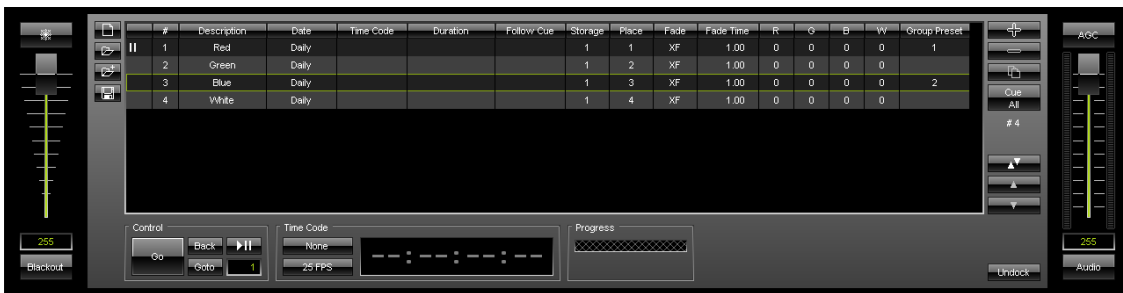 # Description Date Time Code Duration Follow Cue Storage Place Fade Fade Time R G B W Group Preset
1 Red Daily 1 1 XF 1.00 0 0 0 0 1
2 Green Daily 1 2 XF 1.00 0 0 0 0
3 Blue Daily 1 3 XF 1.00 0 0 0 0 2
4 White Daily 1 4 XF 1.00 0 0 0 0
AGC
Cue
All
# 4
Control
Go
Back
Goto 1
Time Code
None
25 FPS
--:--:--:--
Progress
255
Blackout
Undock
255
Audio